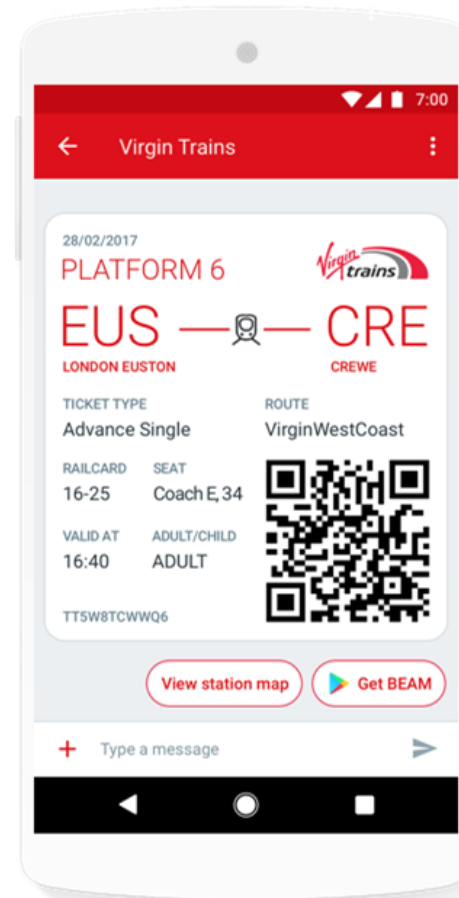 7:00
Virgin Trains
28/02/2017
PLATFORM 6
Virgin trains
EUS CRE
LONDON EUSTON CREWE
TICKET TYPE ROUTE
Advance Single VirginWestCoast
RAILCARD SEAT
16-25 Coach E, 34
VALID AT ADULT/CHILD
16:40 ADULT
TT5W8TCWWQ6
View station map Get BEAM
Type a message